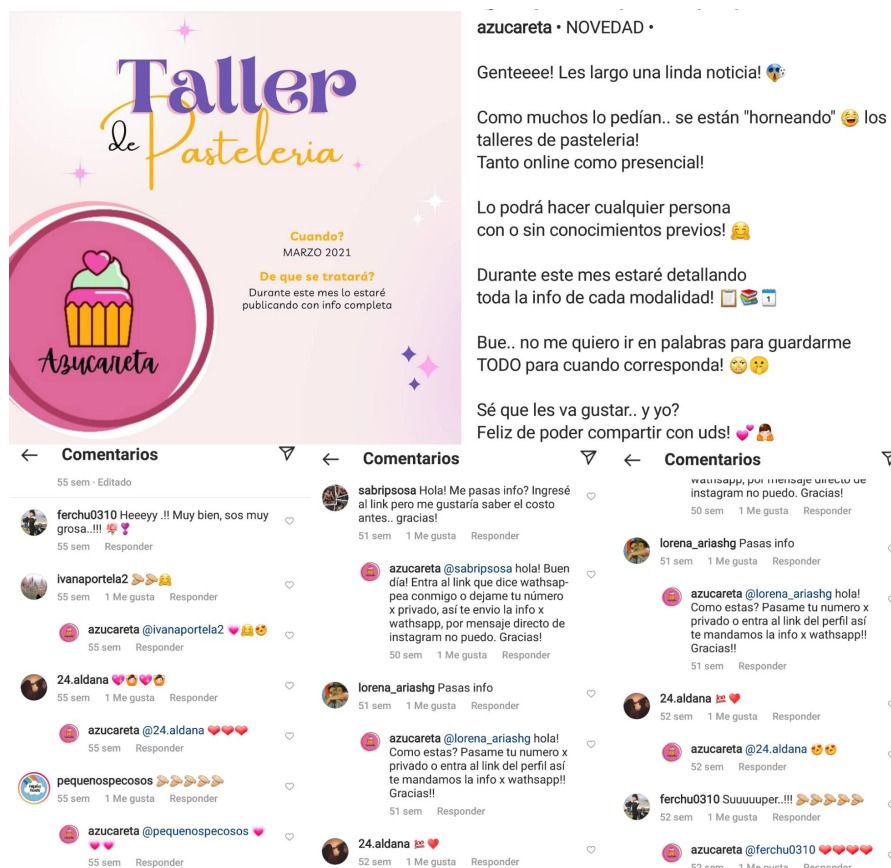 Taller
de Pasteleria
Cuando?
MARZO 2021
De que se tratará?
Durante este mes lo estaré
publicando con info completa
Azucareta
azucareta • NOVEDAD •
Genteeee! Les largo una linda noticia! 😱
Como muchos lo pedían.. se están "horneando" 😂 los
talleres de pasteleria!
Tanto online como presencial!
Lo podrá hacer cualquier persona
con o sin conocimientos previos! 🤗
Durante este mes estaré detallando
toda la info de cada modalidad! 📋📚🗓
Bue.. no me quiero ir en palabras para guardarme
TODO para cuando corresponda! 🙄🤫
Sé que les va gustar.. y yo?
Feliz de poder compartir con uds! 💕🙇
Comentarios
55 sem · Editado
ferchu0310 Heeeyy .!! Muy bien, sos muy
grosa..!!! 🌹❣
55 sem Responder
ivanaportela2 👏👏🤗
55 sem 1 Me gusta Responder
azucareta @ivanaportela2 💗🤗🥰
55 sem Responder
24.aldana 💖👏💖👏
55 sem 1 Me gusta Responder
azucareta @24.aldana ❤❤❤
55 sem Responder
pequenospecosos 👏👏👏👏👏
55 sem 1 Me gusta Responder
azucareta @pequenospecosos 💗
💗💗
55 sem Responder
Comentarios
sabripsosa Hola! Me pasas info? Ingresé
al link pero me gustaría saber el costo
antes.. gracias!
51 sem 1 Me gusta Responder
azucareta @sabripsosa hola! Buen
día! Entra al link que dice wathsap-
pea conmigo o dejame tu número
x privado, así te envio la info x
wathsapp, por mensaje directo de
instagram no puedo. Gracias!
50 sem 1 Me gusta Responder
lorena_ariashg Pasas info
51 sem 1 Me gusta Responder
azucareta @lorena_ariashg hola!
Como estas? Pasame tu numero x
privado o entra al link del perfil así
te mandamos la info x wathsapp!!
Gracias!!
51 sem Responder
24.aldana 💯❤
52 sem 1 Me gusta Responder
Comentarios
wathsapp, por mensaje directo de
instagram no puedo. Gracias!
50 sem 1 Me gusta Responder
lorena_ariashg Pasas info
51 sem 1 Me gusta Responder
azucareta @lorena_ariashg hola!
Como estas? Pasame tu numero x
privado o entra al link del perfil así
te mandamos la info x wathsapp!!
Gracias!!
51 sem Responder
24.aldana 💯❤
52 sem 1 Me gusta Responder
azucareta @24.aldana 🥰🥰
52 sem Responder
ferchu0310 Suuuuuper..!!! 👏👏👏👏👏
52 sem 1 Me gusta Responder
azucareta @ferchu0310 ❤❤❤❤
52 sem 1 Me gusta Responder